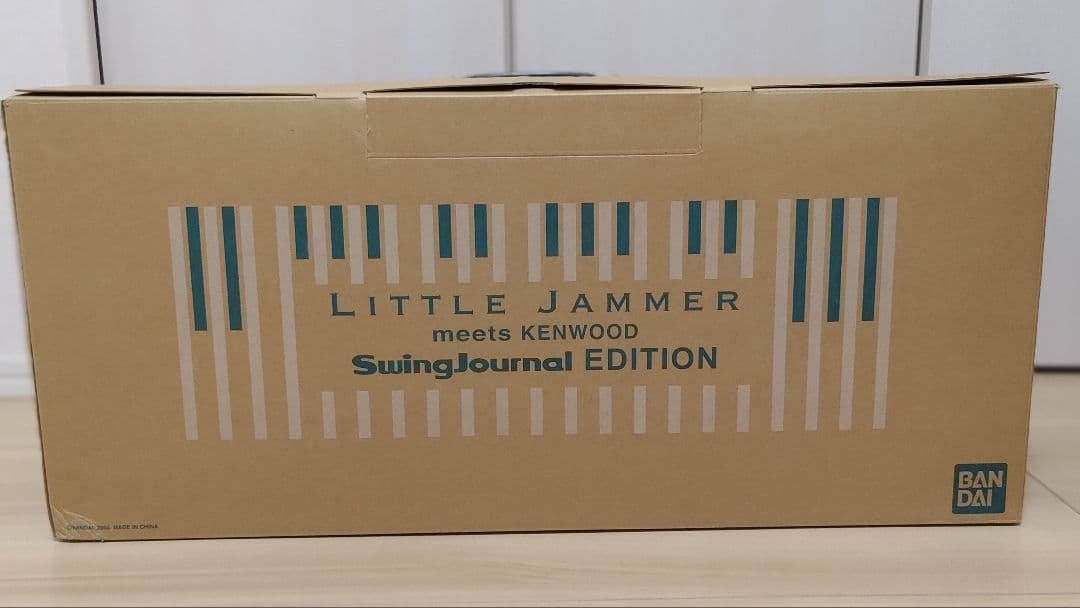 LITTLE JAMMER
meets KENWOOD
SwingJournal EDITION
BAN
DAI
MADE IN CHINA